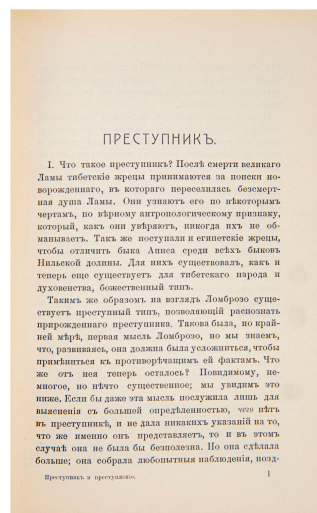 ПРЕСТУПНИКЪ.
I. Что такое преступникъ? Послѣ смерти великаго
Ламы тибетскіе жрецы принимаются за поиски но-
ворожденнаго, въ котораго переселилась безсмерт-
ная душа Ламы. Они узнаютъ его по нѣкоторымъ
чертамъ, по вѣрному антропологическому признаку,
который, какъ они увѣряютъ, никогда ихъ не об-
манываетъ. Такъ же поступали и египетскіе жрецы,
чтобы отличить быка Аписа среди всѣхъ быковъ
Нильской долины. Для нихъ существовалъ, какъ и
теперь еще существуетъ для тибетскаго народа и
духовенства, божественный типъ.
Такимъ же образомъ на взглядъ Ломброзо суще-
ствуетъ преступный типъ, позволяющій распознать
прирожденнаго преступника. Такова была, по край-
ней мѣрѣ, первая мысль Ломброзо, но мы знаемъ,
что, развиваясь, она должна была усложниться, чтобы
примѣниться къ противорѣчащимъ ей фактамъ. Что
же отъ нея теперь осталось? Повидимому, не-
многое, но нѣчто существенное; мы увидимъ это
ниже. Если бы даже эта мысль послужила лишь для
выясненія съ большей опредѣленностью, чего нѣтъ
въ преступникѣ, и не дала никакихъ указаній на то,
что же именно онъ представляетъ, то и въ этомъ
случаѣ она не была бы безполезна. Но она сдѣлала
больше; она собрала любопытныя наблюденія, позд-
Преступникъ и преступленіе.
1